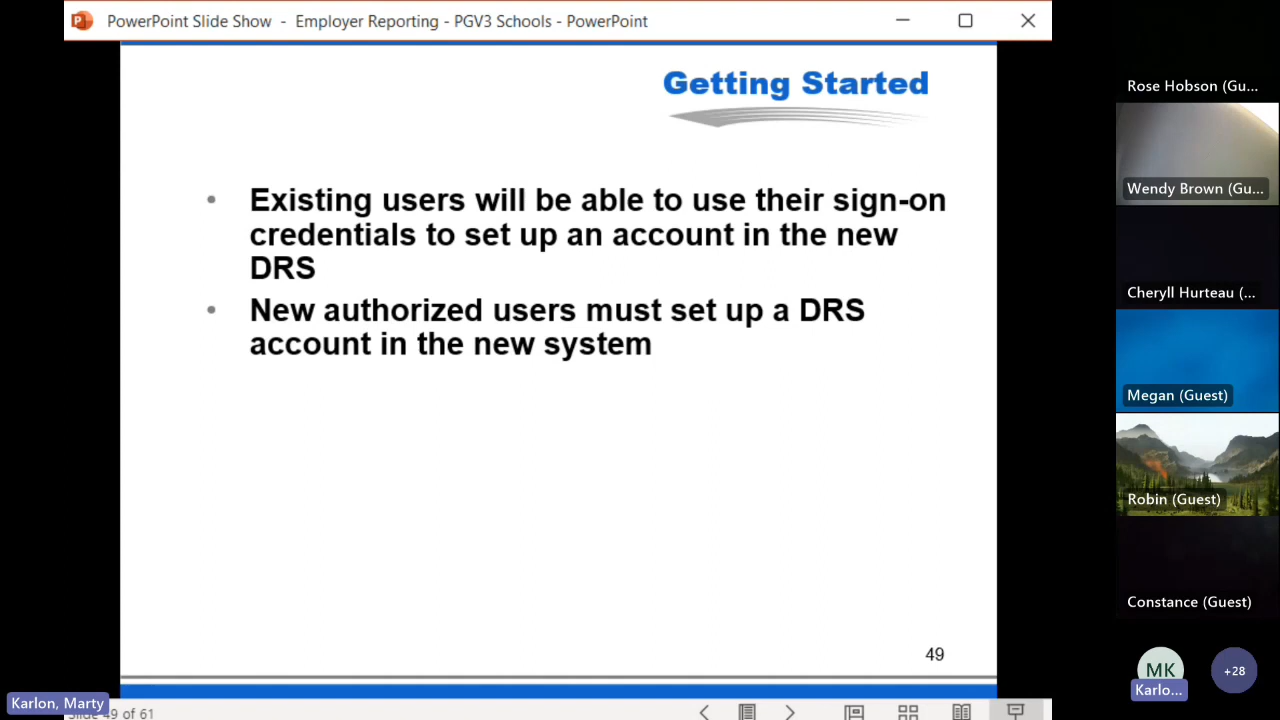 PowerPoint Slide Show - Employer Reporting - PGV3 Schools - PowerPoint
Getting Started
• Existing users will be able to use their sign-on
credentials to set up an account in the new
DRS
• New authorized users must set up a DRS
account in the new system
49
Slide 49 of 61
Karlon, Marty
Rose Hobson (Gu...
Wendy Brown (Gu...
Cheryll Hurteau (...
Megan (Guest)
Robin (Guest)
Constance (Guest)
MK
Karlo...
+28